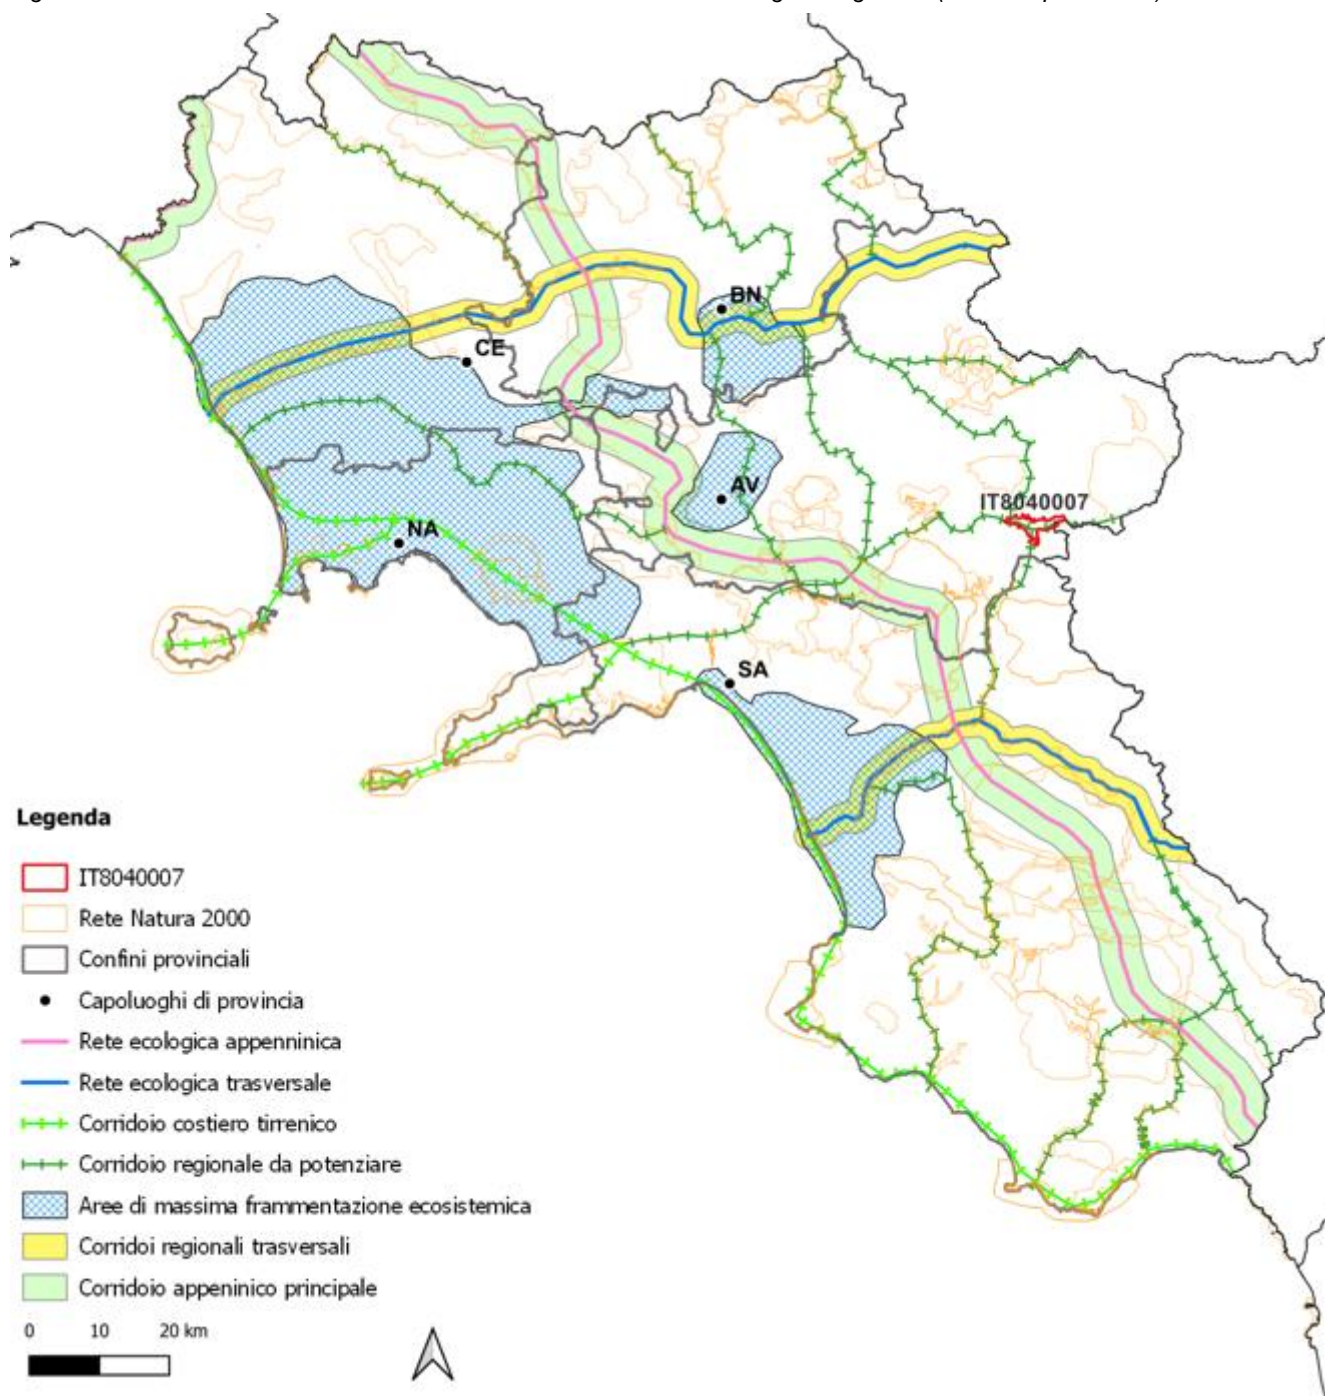 BN
CE
AV
IT8040007
NA
SA
Legenda
IT8040007
Rete Natura 2000
Confini provinciali
Capoluoghi di provincia
Rete ecologica appenninica
Rete ecologica trasversale
Corridoio costiero tirrenico
Corridoio regionale da potenziare
Aree di massima frammentazione ecosistemica
Corridoi regionali trasversali
Corridoio appeninico principale
0 10 20 km